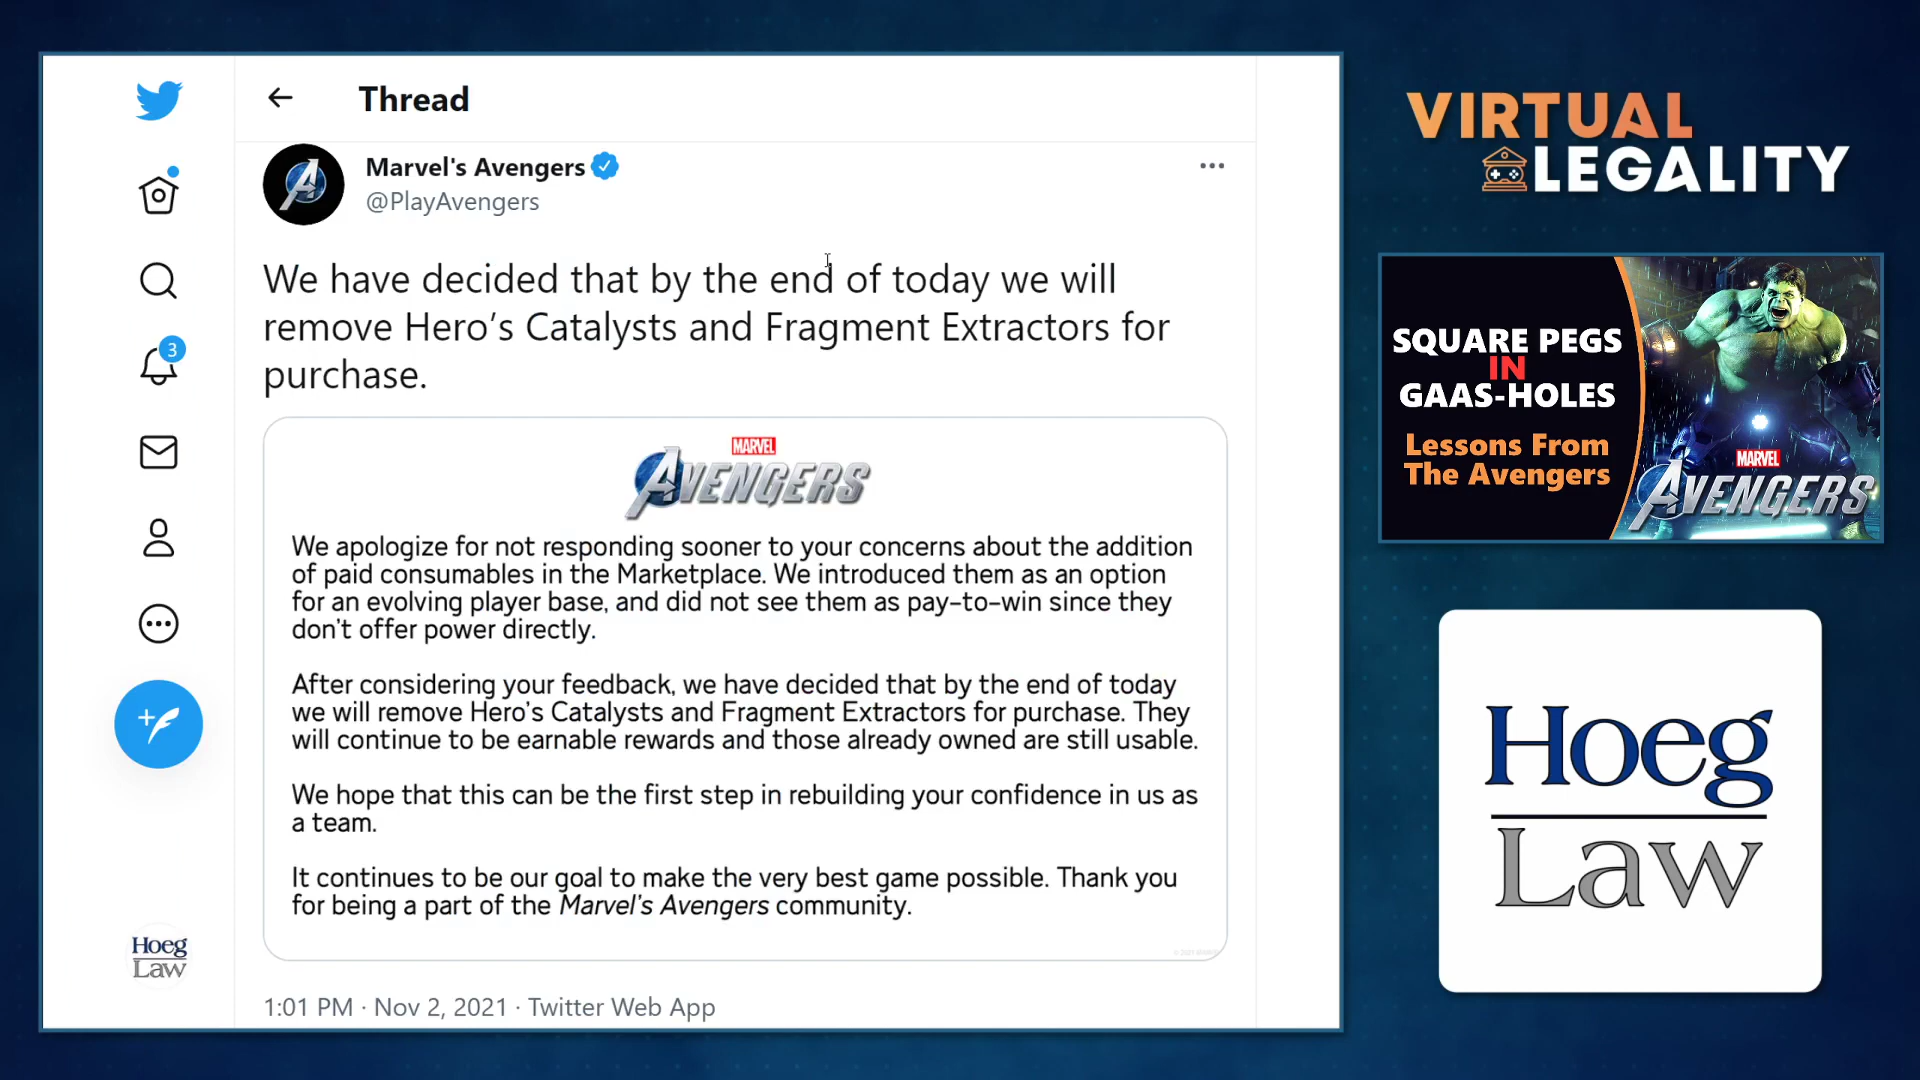 Thread
Marvel's Avengers
@PlayAvengers
We have decided that by the end of today we will
remove Hero’s Catalysts and Fragment Extractors for
purchase.
MARVEL
AVENGERS
We apologize for not responding sooner to your concerns about the addition
of paid consumables in the Marketplace. We introduced them as an option
for an evolving player base, and did not see them as pay-to-win since they
don't offer power directly.
After considering your feedback, we have decided that by the end of today
we will remove Hero's Catalysts and Fragment Extractors for purchase. They
will continue to be earnable rewards and those already owned are still usable.
We hope that this can be the first step in rebuilding your confidence in us as
a team.
It continues to be our goal to make the very best game possible. Thank you
for being a part of the Marvel's Avengers community.
© 2021 MARVEL
1:01 PM · Nov 2, 2021 · Twitter Web App
3
Hoeg
Law
VIRTUAL
LEGALITY
SQUARE PEGS
IN
GAAS-HOLES
Lessons From
The Avengers
MARVEL
AVENGERS
Hoeg
Law